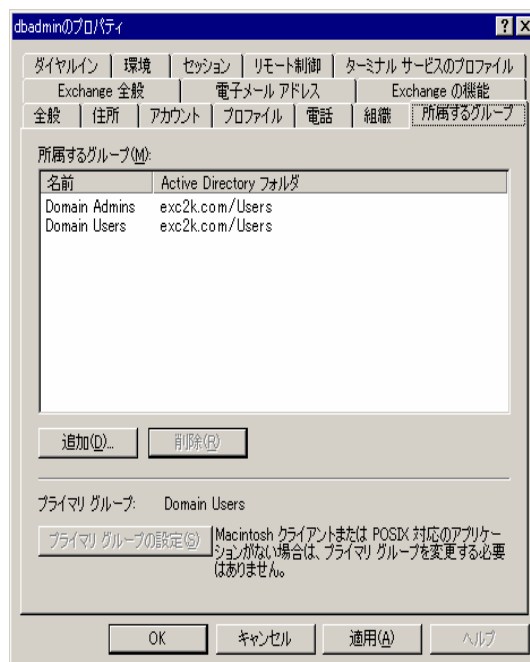 dbadminのプロパティ
ダイヤルイン 環境 セッション リモート制御 ターミナル サービスのプロファイル
Exchange 全般 電子メール アドレス Exchange の機能
全般 住所 アカウント プロファイル 電話 組織 所属するグループ
所属するグループ(M):
名前 Active Directory フォルダ
Domain Admins exc2k.com/Users
Domain Users exc2k.com/Users
追加(D)... 削除(R)
プライマリ グループ: Domain Users
プライマリ グループの設定(S) Macintosh クライアントまたは POSIX 対応のアプリケー
ションがない場合は、プライマリ グループを変更する必要
はありません。
OK キャンセル 適用(A) ヘルプ